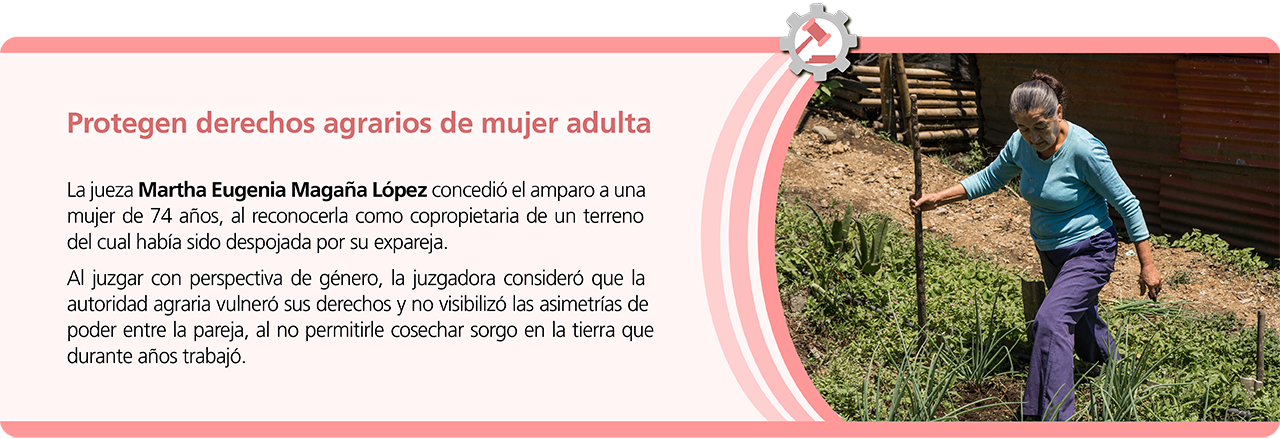 Protegen derechos agrarios de mujer adulta
La jueza Martha Eugenia Magaña López concedió el amparo a una
mujer de 74 años, al reconocerla como copropietaria de un terreno
del cual había sido despojada por su expareja.
Al juzgar con perspectiva de género, la juzgadora consideró que la
autoridad agraria vulneró sus derechos y no visibilizó las asimetrías de
poder entre la pareja, al no permitirle cosechar sorgo en la tierra que
durante años trabajó.